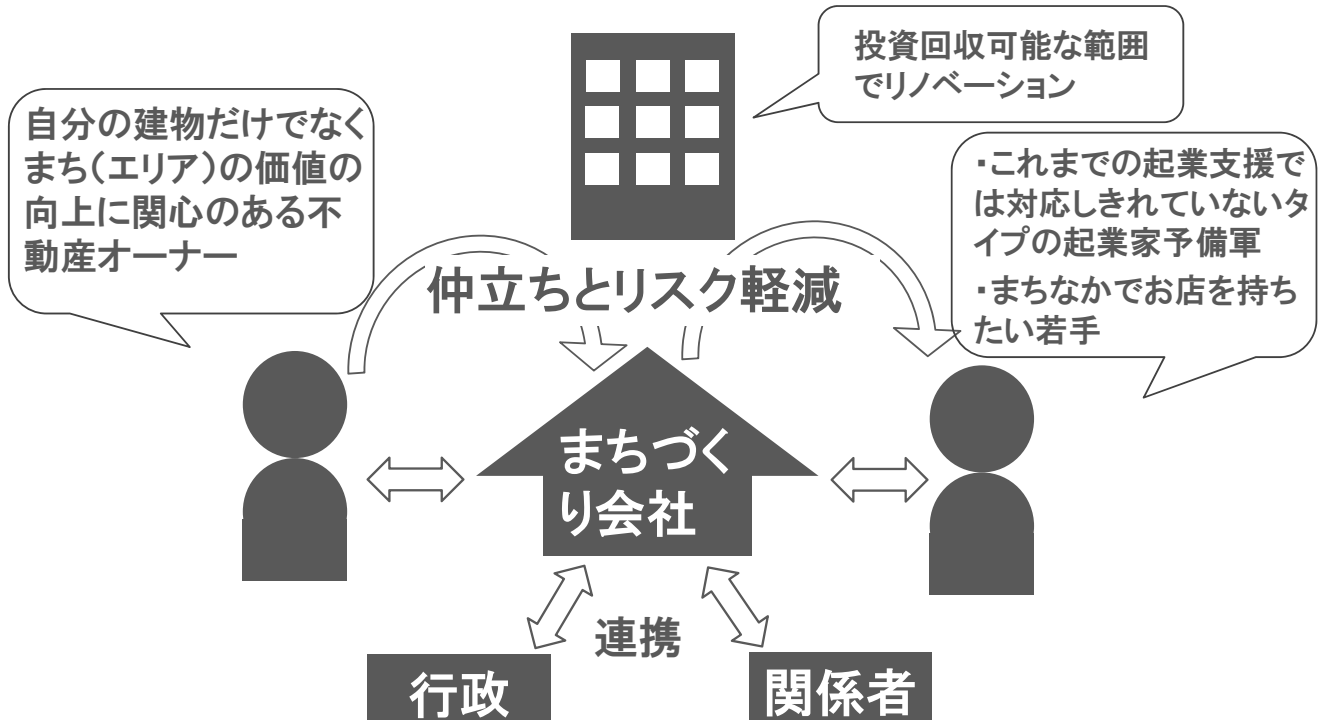 投資回収可能な範囲
でリノベーション
自分の建物だけでなく
まち(エリア)の価値の
向上に関心のある不
動産オーナー
・これまでの起業支援で
は対応しきれていないタ
イプの起業家予備軍
・まちなかでお店を持ち
たい若手
仲立ちとリスク軽減
まちづく
り会社
連携
行政
関係者